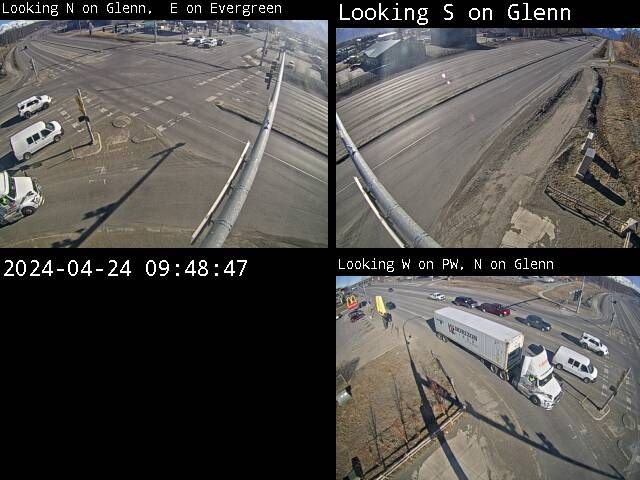 Looking N on Glenn,  E on Evergreen
Looking S on Glenn
2024-04-24 09:48:47
Looking W on PW, N on Glenn
HORIZON